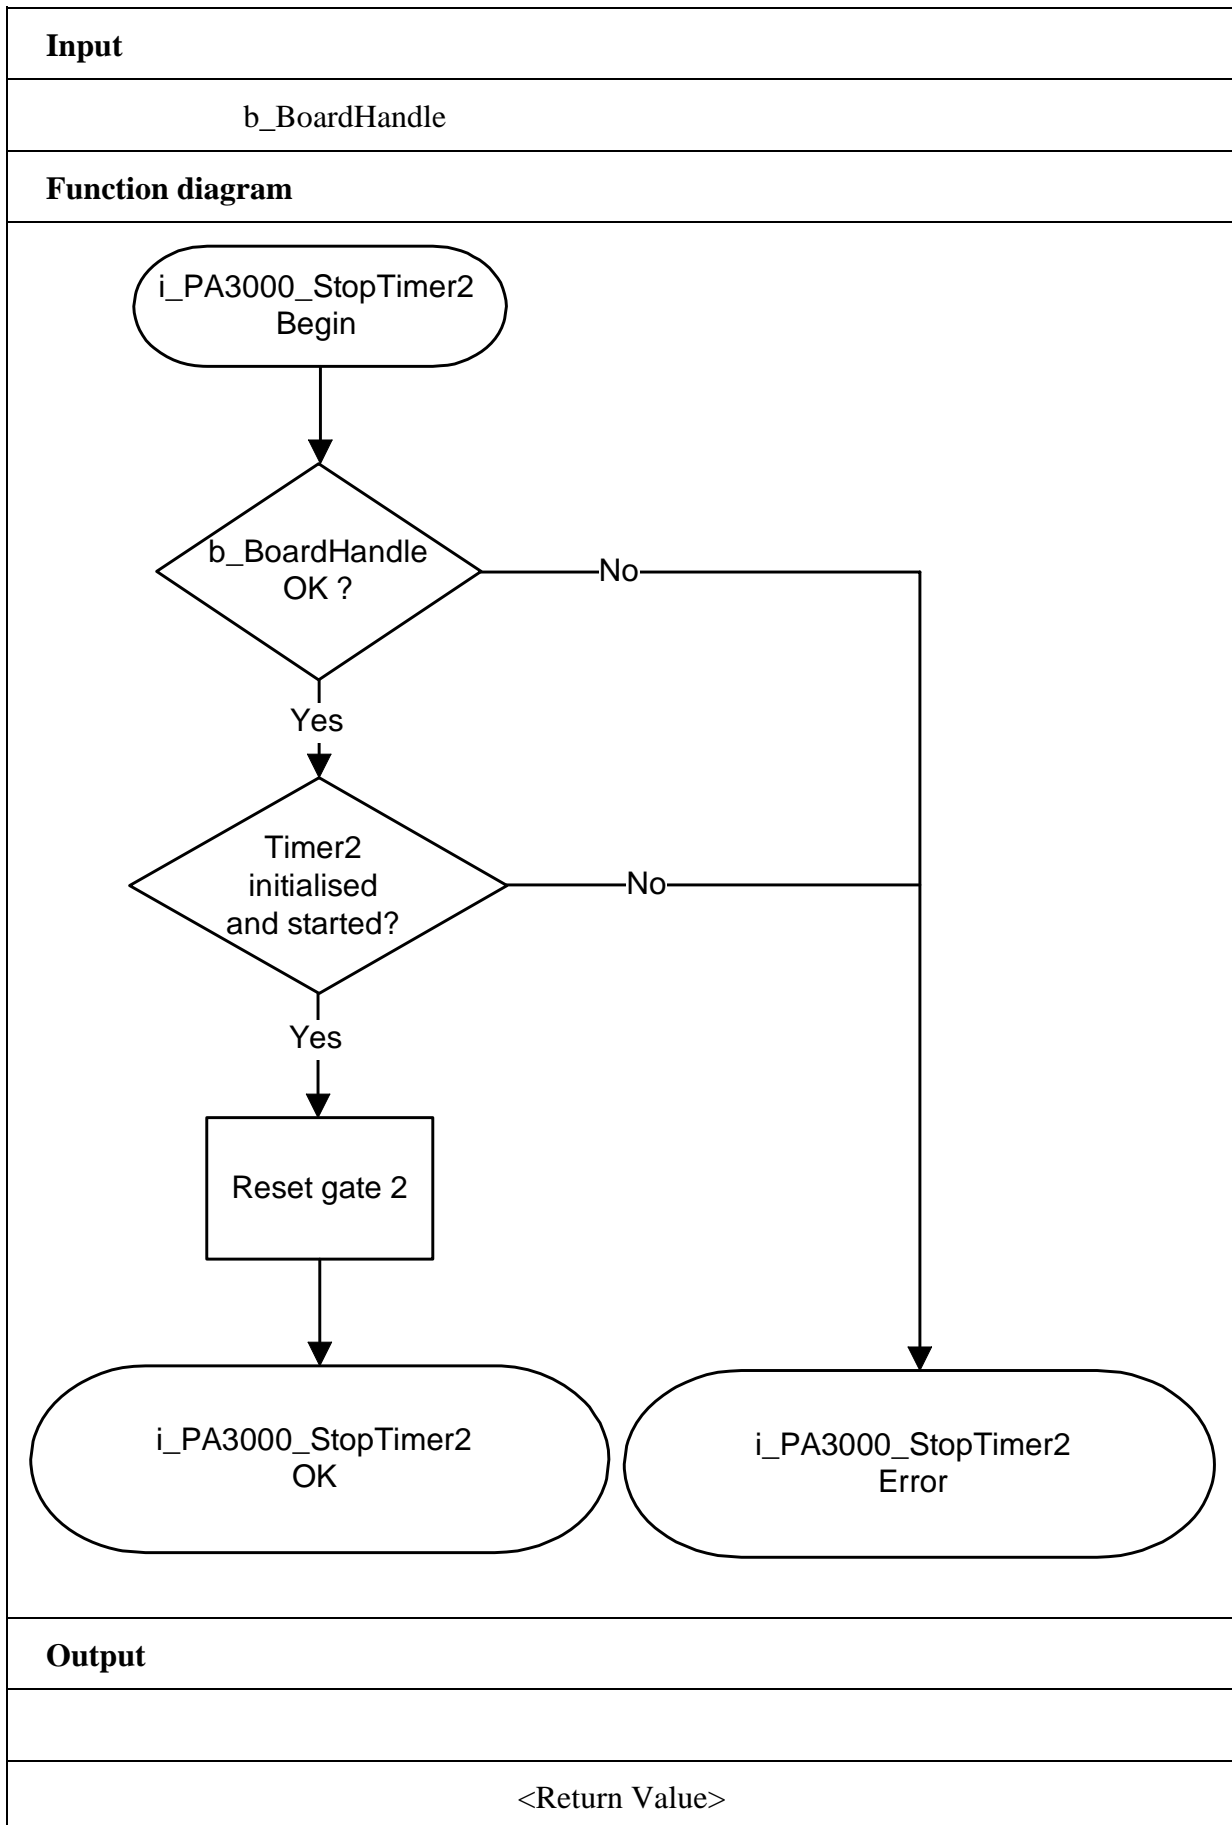 Input
b_BoardHandle
Function diagram
i_PA3000_StopTimer2
Begin
b_BoardHandle
OK ?
No
Yes
Timer2
initialised
and started?
No
Yes
Reset gate 2
i_PA3000_StopTimer2
OK
i_PA3000_StopTimer2
Error
Output
<Return Value>